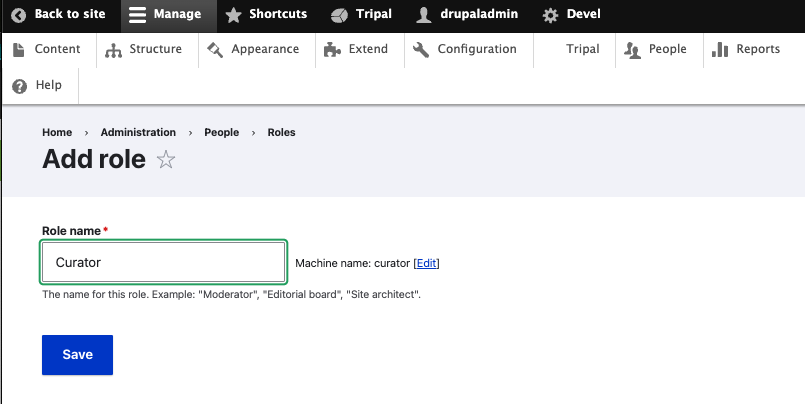 Back to site Manage Shortcuts Tripal drupaladmin Devel
Content Structure Appearance Extend Configuration Tripal People Reports
Help
Home › Administration › People › Roles
Add role
Role name*
Curator
Machine name: curator [Edit]
The name for this role. Example: "Moderator", "Editorial board", "Site architect".
Save